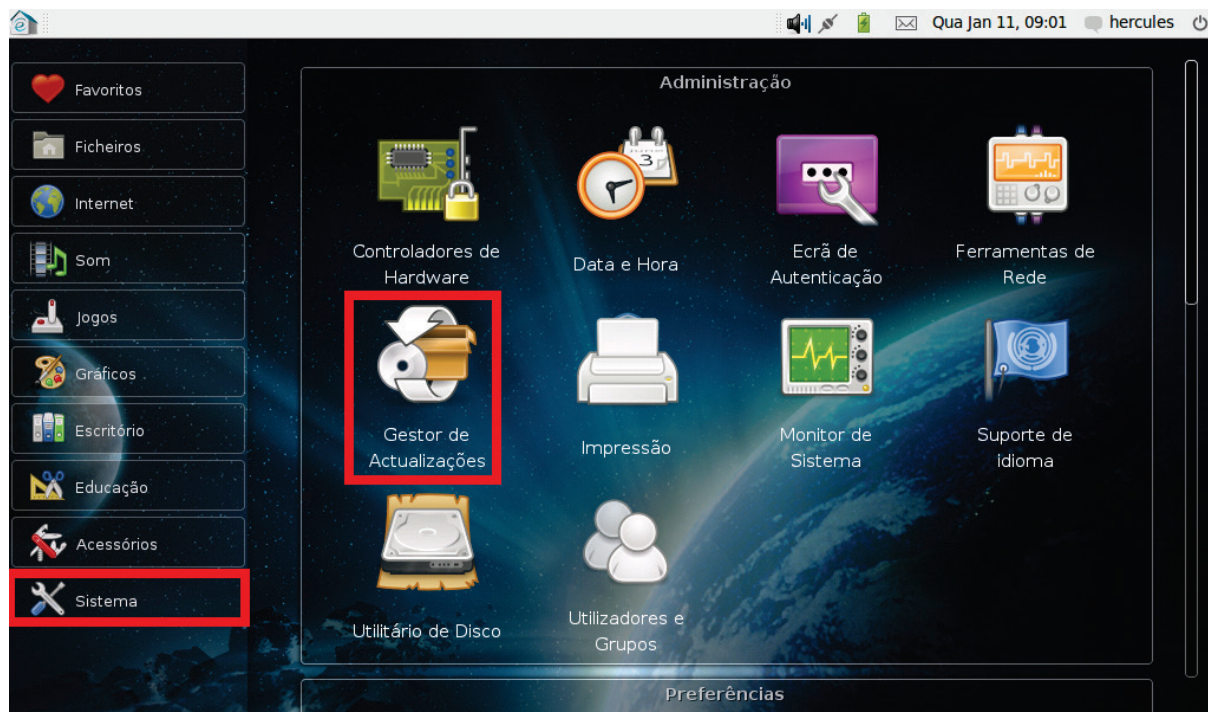 Qua Jan 11, 09:01
hercules
Favoritos
Ficheiros
Internet
Som
Jogos
Gráficos
Escritório
Educação
Acessórios
Sistema
Administração
Controladores de
Hardware
Data e Hora
Ecrã de
Autenticação
Ferramentas de
Rede
Gestor de
Actualizações
Impressão
Monitor de
Sistema
Suporte de
idioma
Utilitário de Disco
Utilizadores e
Grupos
Preferências